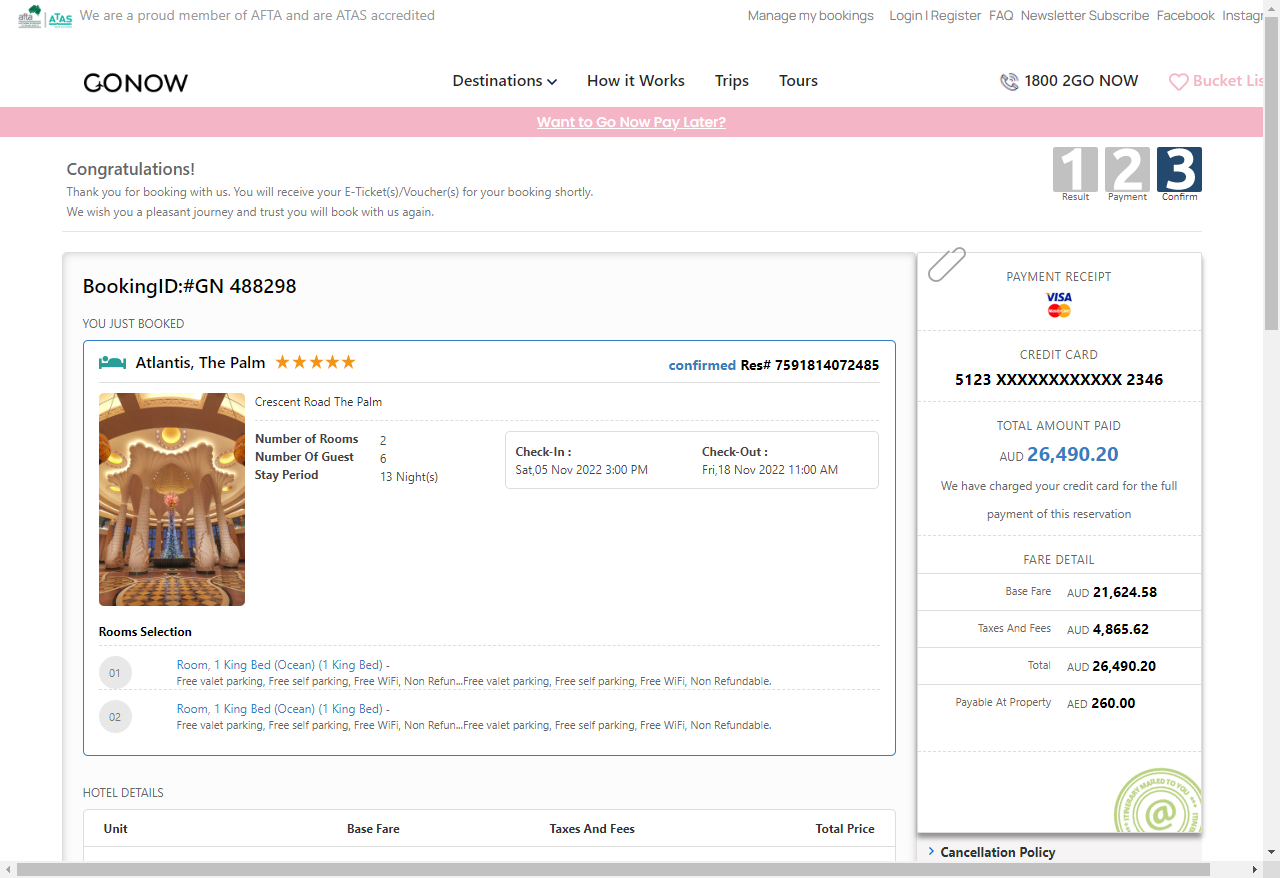 afta ATAS We are a proud member of AFTA and are ATAS accredited
Manage my bookings Login | Register FAQ Newsletter Subscribe Facebook Instagr
GONOW
Destinations How it Works Trips Tours
1800 2GO NOW
Bucket Lis
Want to Go Now Pay Later?
Congratulations!
Thank you for booking with us. You will receive your E-Ticket(s)/Voucher(s) for your booking shortly.
We wish you a pleasant journey and trust you will book with us again.
1 2 3
Result Payment Confirm
BookingID:#GN 488298
YOU JUST BOOKED
Atlantis, The Palm
confirmed Res# 7591814072485
Crescent Road The Palm
Number of Rooms 2
Number Of Guest 6
Stay Period 13 Night(s)
Check-In :
Sat,05 Nov 2022 3:00 PM
Check-Out :
Fri,18 Nov 2022 11:00 AM
Rooms Selection
01
Room, 1 King Bed (Ocean) (1 King Bed) -
Free valet parking, Free self parking, Free WiFi, Non Refun...Free valet parking, Free self parking, Free WiFi, Non Refundable.
02
Room, 1 King Bed (Ocean) (1 King Bed) -
Free valet parking, Free self parking, Free WiFi, Non Refun...Free valet parking, Free self parking, Free WiFi, Non Refundable.
HOTEL DETAILS
Unit Base Fare Taxes And Fees Total Price
PAYMENT RECEIPT
VISA
MasterCard
CREDIT CARD
5123 XXXXXXXXXXXX 2346
TOTAL AMOUNT PAID
AUD 26,490.20
We have charged your credit card for the full
payment of this reservation
FARE DETAIL
Base Fare AUD 21,624.58
Taxes And Fees AUD 4,865.62
Total AUD 26,490.20
Payable At Property AED 260.00
ITINERARY MAILED TO YOU
@
Cancellation Policy